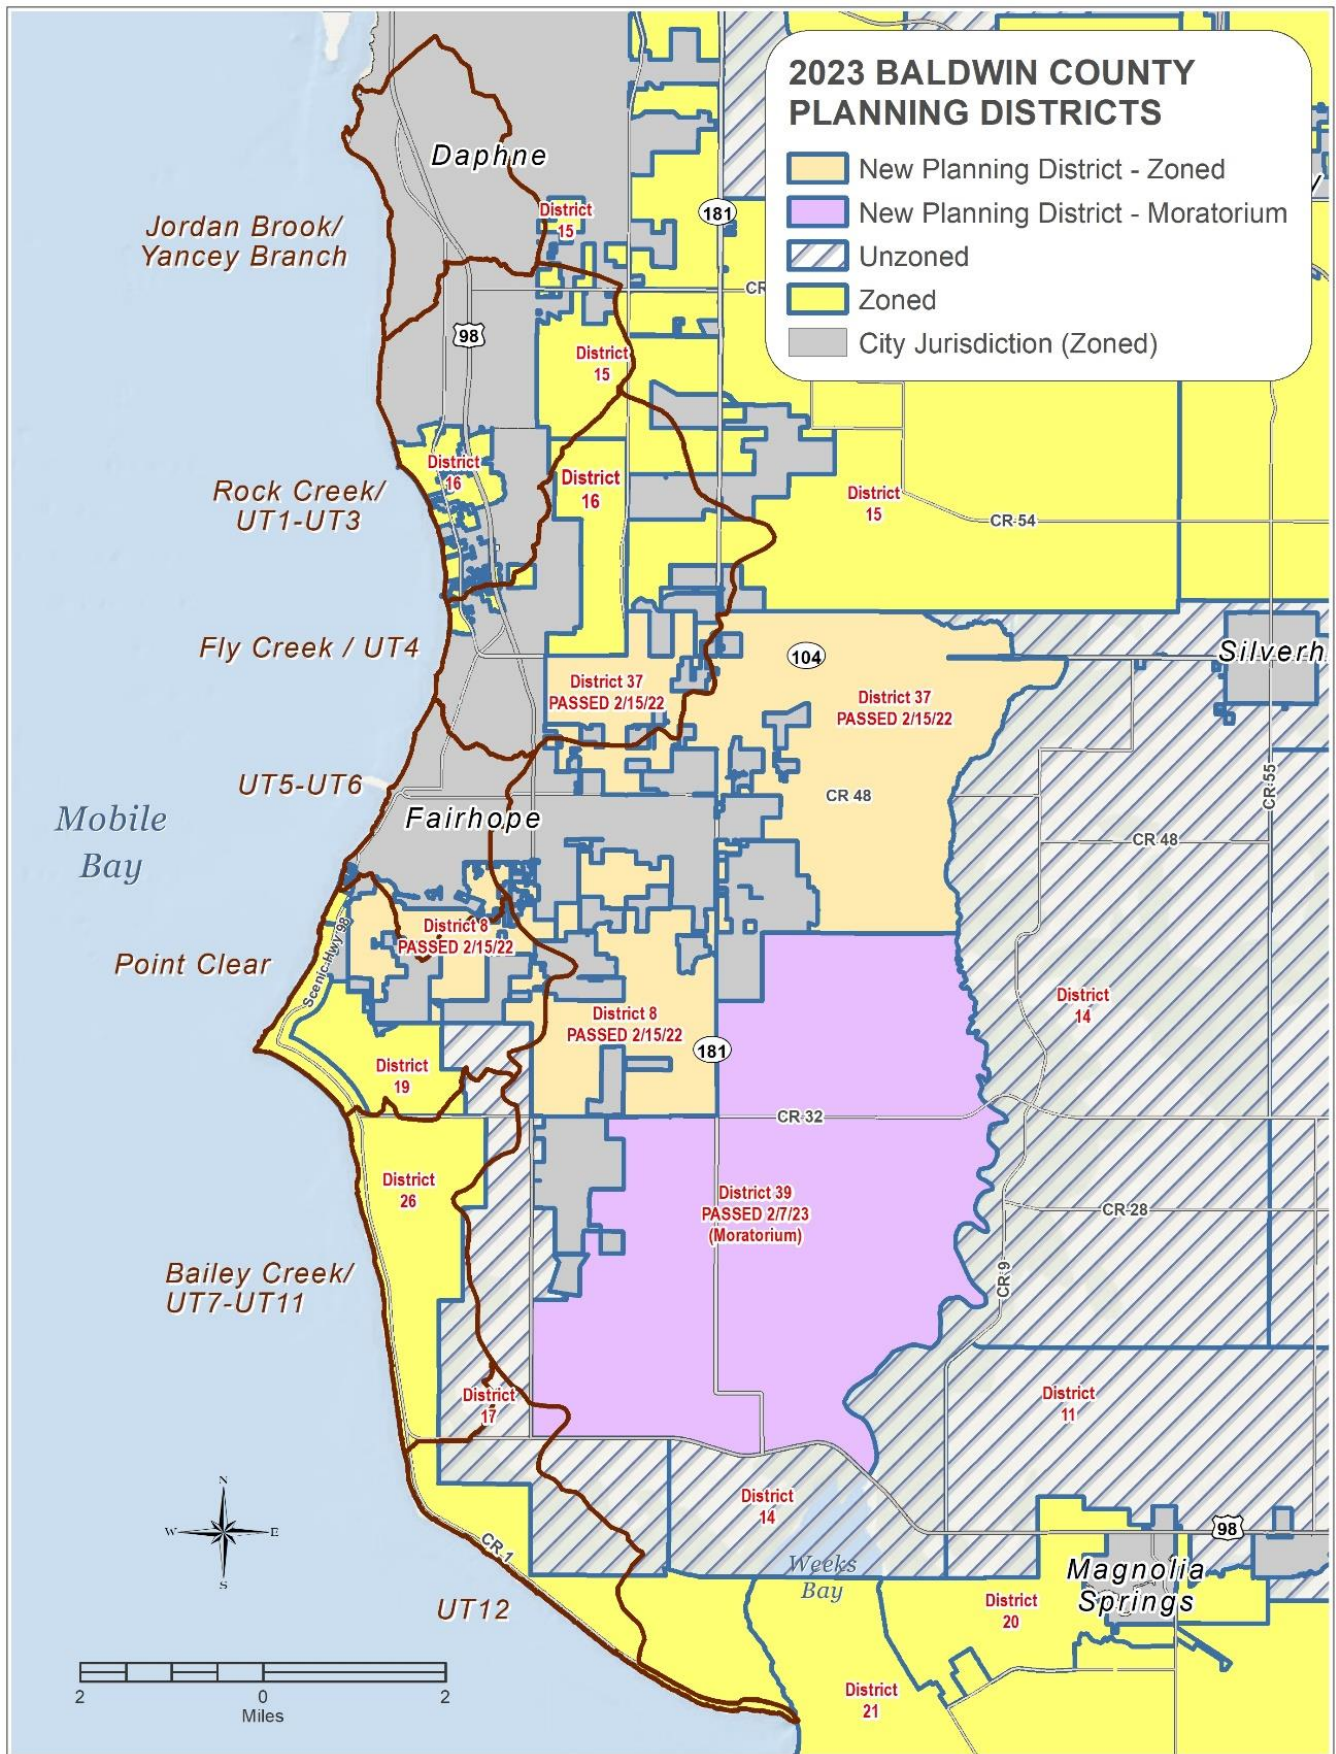 2023 BALDWIN COUNTY
PLANNING DISTRICTS
New Planning District - Zoned
New Planning District - Moratorium
Unzoned
Zoned
City Jurisdiction (Zoned)
Daphne
District
15
181
Jordan Brook/
Yancey Branch
CR
98
District
15
District
16
District
16
Rock Creek/
UT1-UT3
District
15
CR 54
Fly Creek / UT4
104
Silverh
District 37
PASSED 2/15/22
District 37
PASSED 2/15/22
UT5-UT6
CR 55
CR 48
Mobile
Bay
Fairhope
CR 48
District 8
PASSED 2/15/22
Scenic Hwy 98
Point Clear
District
14
District 8
PASSED 2/15/22
181
District
19
CR 32
District
26
District 39
PASSED 2/7/23
(Moratorium)
CR 28
Bailey Creek/
UT7-UT11
CR 9
District
17
District
11
N
W
E
S
District
14
98
CR 1
Weeks
Bay
Magnolia
Springs
UT12
District
20
District
21
2
0
2
Miles